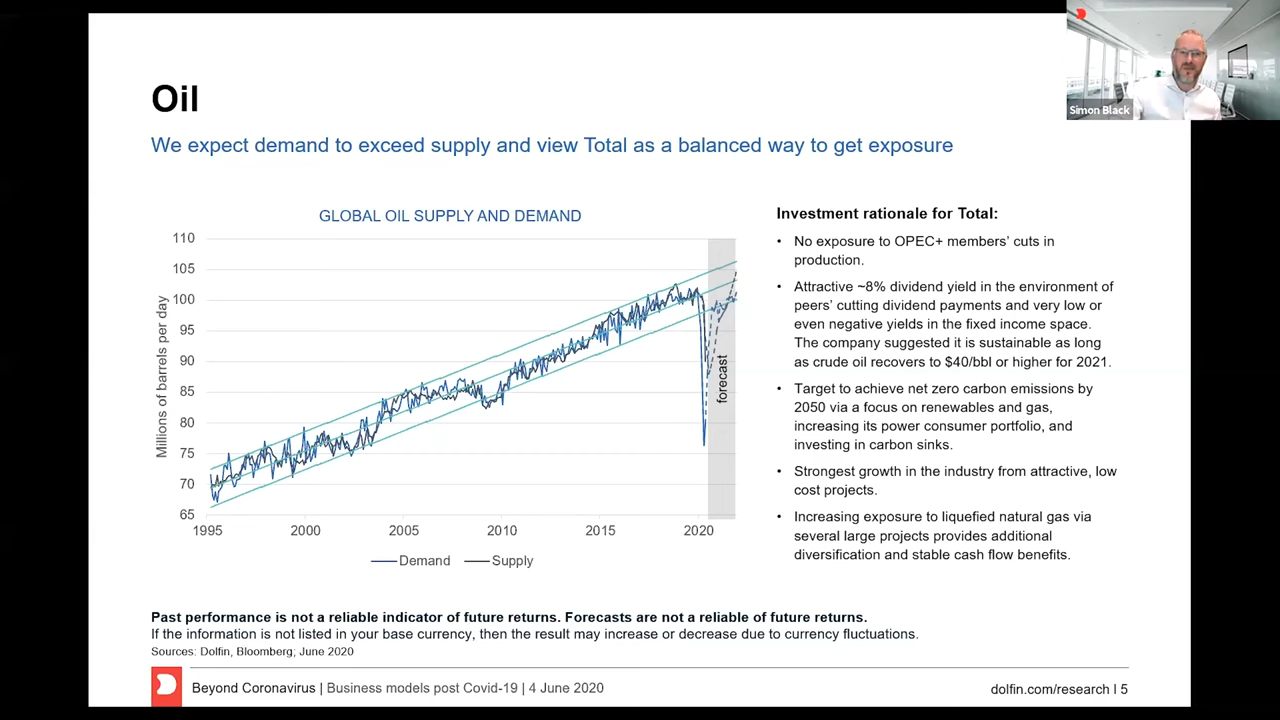 Simon Black
Oil
We expect demand to exceed supply and view Total as a balanced way to get exposure
GLOBAL OIL SUPPLY AND DEMAND
Millions of barrels per day
110
105
100
95
90
85
80
75
70
65
1995
2000
2005
2010
2015
2020
forecast
Demand
Supply
Investment rationale for Total:
• No exposure to OPEC+ members' cuts in
production.
• Attractive ~8% dividend yield in the environment of
peers' cutting dividend payments and very low or
even negative yields in the fixed income space.
The company suggested it is sustainable as long
as crude oil recovers to $40/bbl or higher for 2021.
• Target to achieve net zero carbon emissions by
2050 via a focus on renewables and gas,
increasing its power consumer portfolio, and
investing in carbon sinks.
• Strongest growth in the industry from attractive, low
cost projects.
• Increasing exposure to liquefied natural gas via
several large projects provides additional
diversification and stable cash flow benefits.
Past performance is not a reliable indicator of future returns. Forecasts are not a reliable of future returns.
If the information is not listed in your base currency, then the result may increase or decrease due to currency fluctuations.
Sources: Dolfin, Bloomberg; June 2020
Beyond Coronavirus | Business models post Covid-19 | 4 June 2020
dolfin.com/research I 5